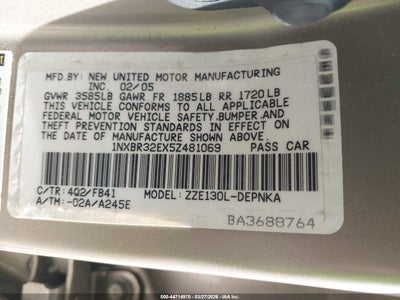 MFD.BY: NEW UNITED MOTOR MANUFACTURING
INC. 02/05
GVWR 3585LB GAWR FR 1885LB RR 1720LB
THIS VEHICLE CONFORMS TO ALL APPLICABLE
FEDERAL MOTOR VEHICLE SAFETY,BUMPER,AND
THEFT PREVENTION STANDARDS IN EFFECT ON
THE DATE OF MANUFACTURE SHOWN ABOVE.
1NXBR32EX5Z481069 PASS CAR
C/TR: 4Q2/FB41 MODEL: ZZE130L-DEPNKA
A/TM: -02A/A245E
BA3688764
000-44714970 - 03/27/2026 - IAA